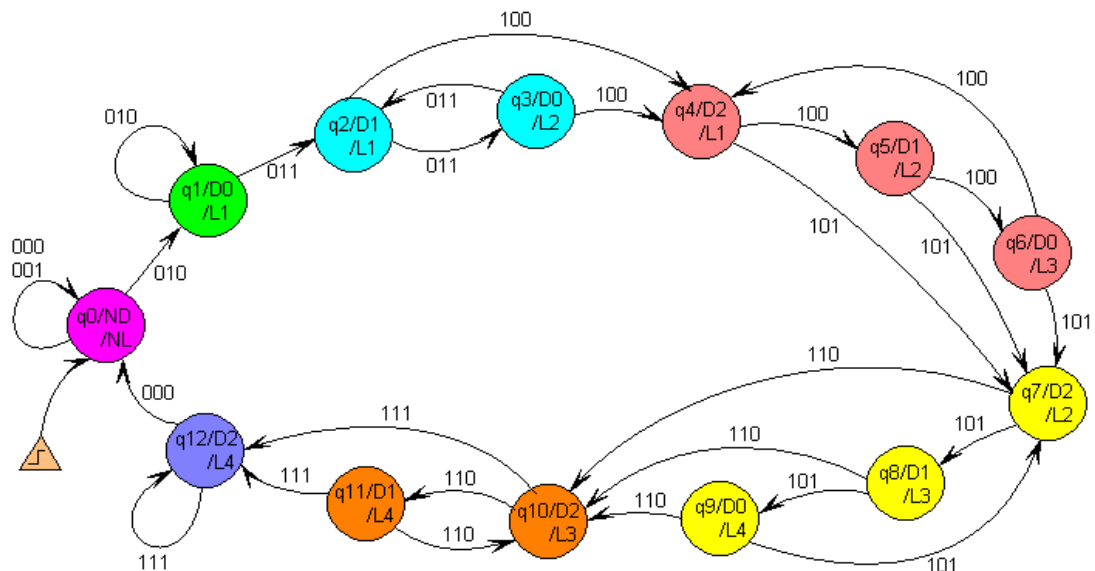 100
010
011
q3/D0
/L2
100
q4/D2
/L1
100
q2/D1
/L1
011
100
q5/D1
/L2
100
011
q1/D0
/L1
101
101
q6/D0
/L3
000
001
010
q0/ND
/NL
101
110
000
q7/D2
/L2
111
q12/D2
/L4
110
101
111
q11/D1
/L4
110
q10/D2
/L3
110
101
q8/D1
/L3
q9/D0
/L4
110
111
101